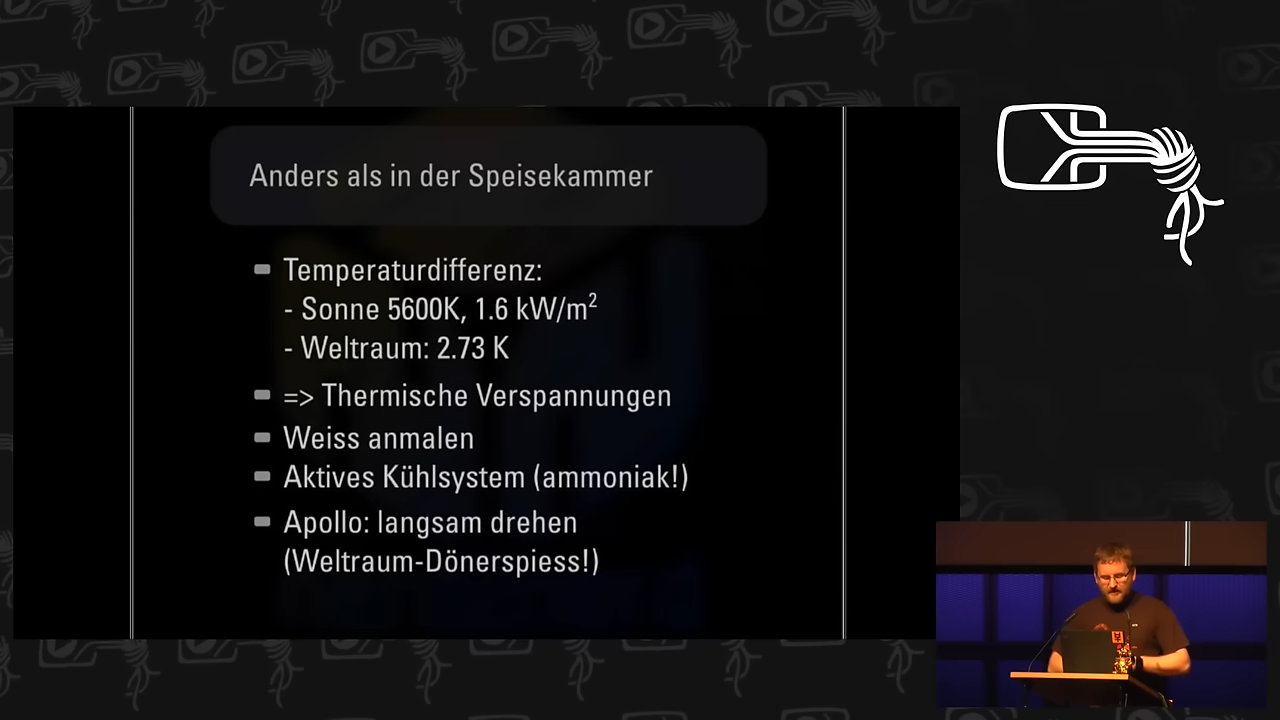 Anders als in der Speisekammer
Temperaturdifferenz:
- Sonne 5600K, 1.6 kW/m²
- Weltraum: 2.73 K
=> Thermische Verspannungen
Weiss anmalen
Aktives Kühlsystem (ammoniak!)
Apollo: langsam drehen
(Weltraum-Dönerspiess!)